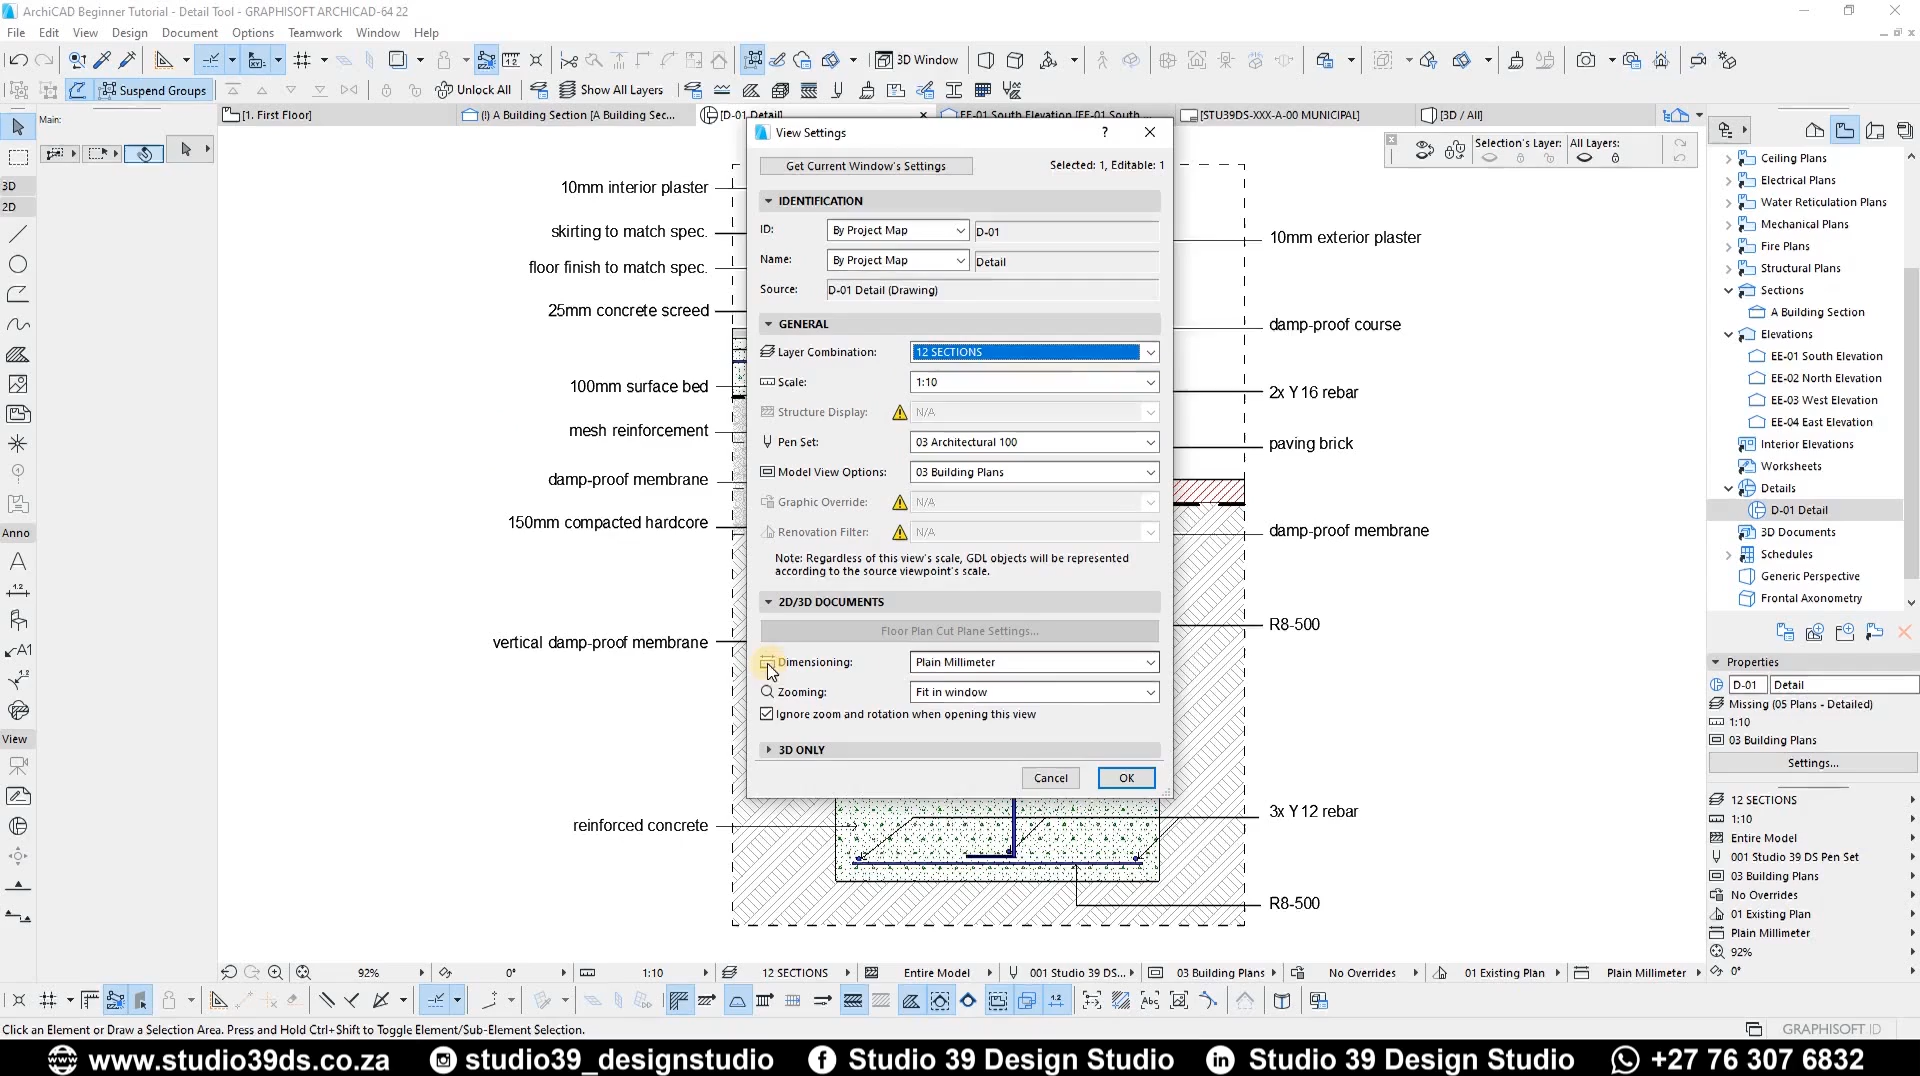 ArchiCAD Beginner Tutorial - Detail Tool - GRAPHISOFT ARCHICAD-64 22
File Edit View Design Document Options Teamwork Window Help
3D Window
Suspend Groups
Unlock All
Show All Layers
Main:
[1. First Floor]
(!) A Building Section [A Building Sec...
[D-01 Detail]
EE-01 South Elevation [EE-01 South ...
[STU39DS-XXX-A-00 MUNICIPAL]
[3D / All]
Selection's Layer:
All Layers:
3D
2D
1.2
Anno
A
1.2
A1
View
10mm interior plaster
skirting to match spec.
floor finish to match spec.
25mm concrete screed
100mm surface bed
mesh reinforcement
damp-proof membrane
150mm compacted hardcore
vertical damp-proof membrane
reinforced concrete
View Settings
?
Get Current Window's Settings
Selected: 1, Editable: 1
IDENTIFICATION
ID: By Project Map D-01
Name: By Project Map Detail
Source: D-01 Detail (Drawing)
GENERAL
Layer Combination: 12 SECTIONS
Scale: 1:10
Structure Display: N/A
Pen Set: 03 Architectural 100
Model View Options: 03 Building Plans
Graphic Override: N/A
Renovation Filter: N/A
Note: Regardless of this view's scale, GDL objects will be represented
according to the source viewpoint's scale.
2D/3D DOCUMENTS
Floor Plan Cut Plane Settings...
Dimensioning: Plain Millimeter
Zooming: Fit in window
Ignore zoom and rotation when opening this view
3D ONLY
Cancel
OK
10mm exterior plaster
damp-proof course
2x Y16 rebar
paving brick
damp-proof membrane
R8-500
3x Y12 rebar
R8-500
Ceiling Plans
Electrical Plans
Water Reticulation Plans
Mechanical Plans
Fire Plans
Structural Plans
Sections
A Building Section
Elevations
EE-01 South Elevation
EE-02 North Elevation
EE-03 West Elevation
EE-04 East Elevation
Interior Elevations
Worksheets
Details
D-01 Detail
3D Documents
Schedules
Generic Perspective
Frontal Axonometry
Properties
D-01 Detail
Missing (05 Plans - Detailed)
1:10
03 Building Plans
Settings...
12 SECTIONS
1:10
Entire Model
001 Studio 39 DS Pen Set
03 Building Plans
No Overrides
01 Existing Plan
Plain Millimeter
92%
0°
92% 0° 1:10 12 SECTIONS Entire Model 001 Studio 39 DS... 03 Building Plans No Overrides 01 Existing Plan Plain Millimeter
1.2
Abc
Click an Element or Draw a Selection Area. Press and Hold Ctrl+Shift to Toggle Element/Sub-Element Selection.
GRAPHISOFT ID
www.studio39ds.co.za studio39_designstudio Studio 39 Design Studio Studio 39 Design Studio +27 76 307 6832